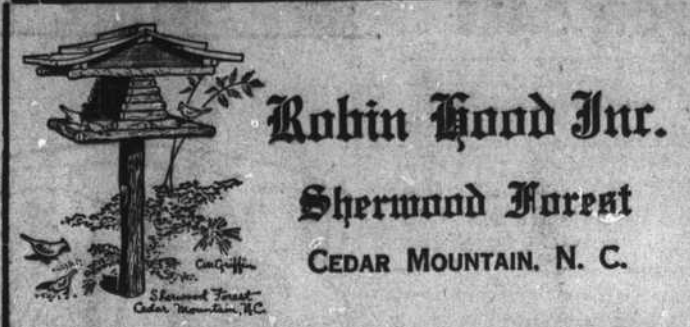 Robin Hood Inc.
Sherwood Forest
CEDAR MOUNTAIN, N. C.
Griffin
Sherwood Forest
Cedar Mountain, N.C.